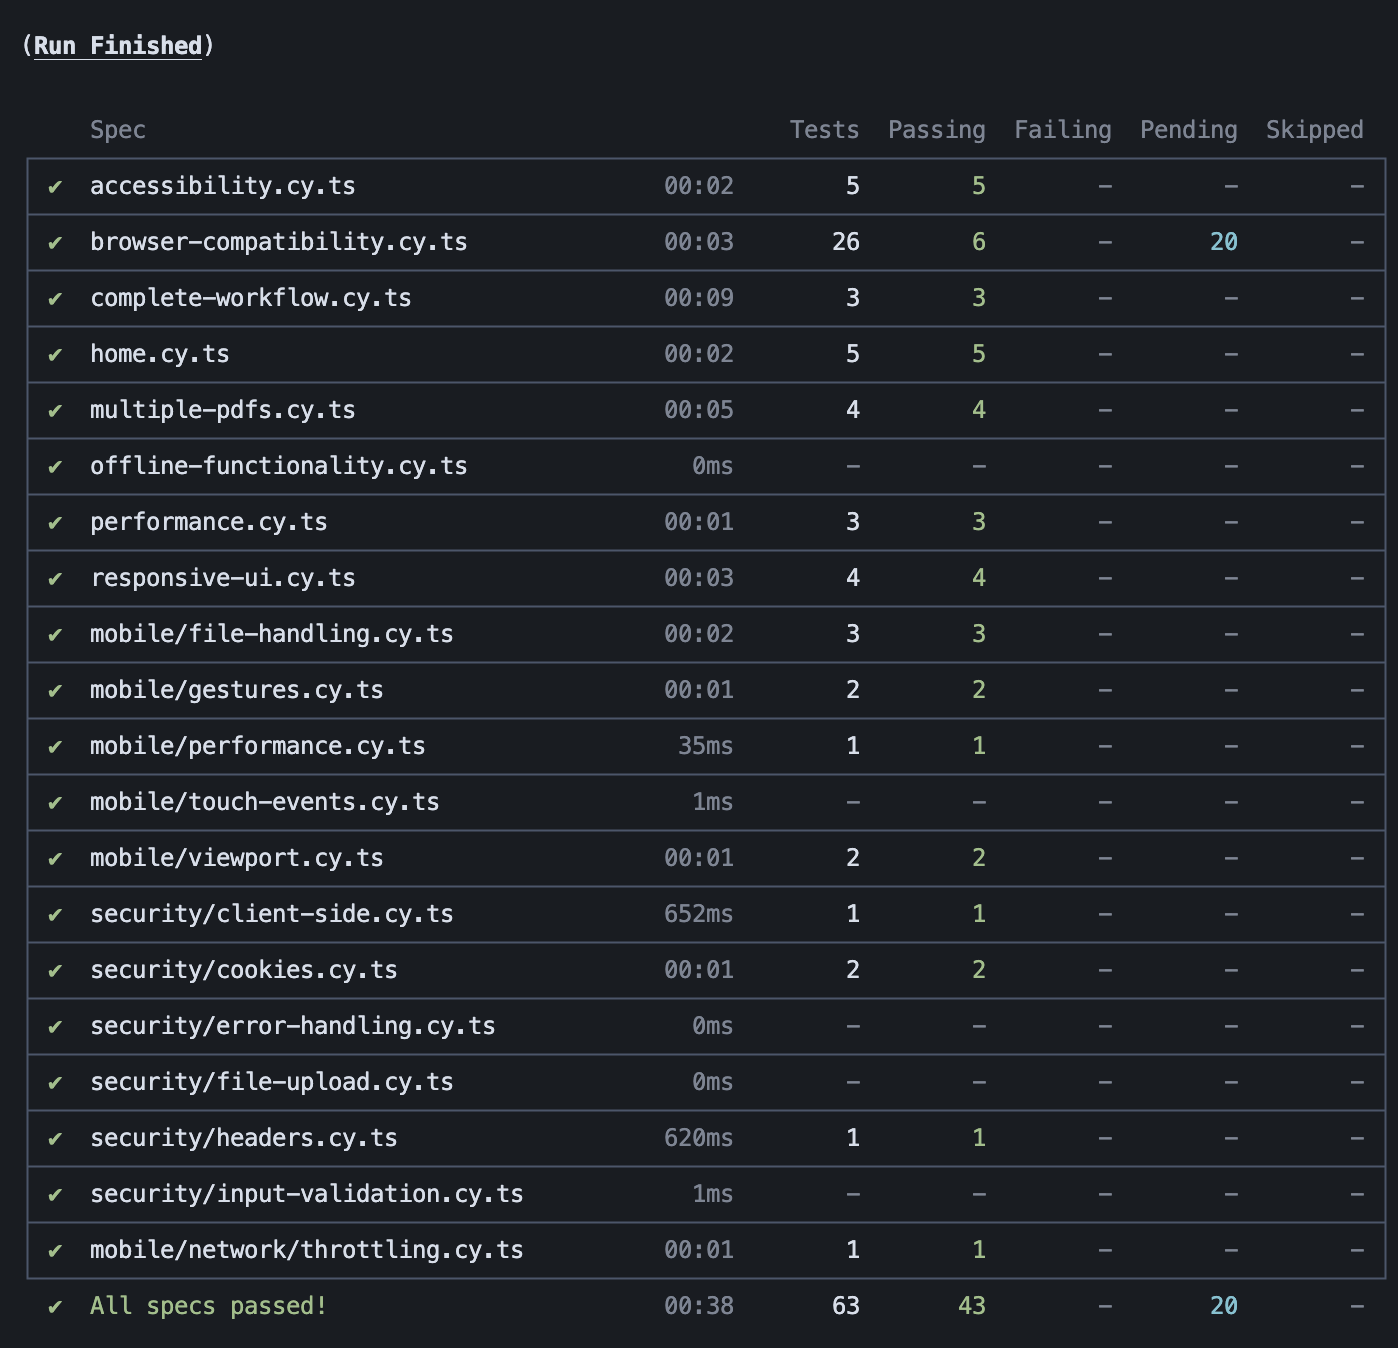 (Run Finished)
Spec Tests Passing Failing Pending Skipped
✔ accessibility.cy.ts 00:02 5 5 - - -
✔ browser-compatibility.cy.ts 00:03 26 6 - 20 -
✔ complete-workflow.cy.ts 00:09 3 3 - - -
✔ home.cy.ts 00:02 5 5 - - -
✔ multiple-pdfs.cy.ts 00:05 4 4 - - -
✔ offline-functionality.cy.ts 0ms - - - - -
✔ performance.cy.ts 00:01 3 3 - - -
✔ responsive-ui.cy.ts 00:03 4 4 - - -
✔ mobile/file-handling.cy.ts 00:02 3 3 - - -
✔ mobile/gestures.cy.ts 00:01 2 2 - - -
✔ mobile/performance.cy.ts 35ms 1 1 - - -
✔ mobile/touch-events.cy.ts 1ms - - - - -
✔ mobile/viewport.cy.ts 00:01 2 2 - - -
✔ security/client-side.cy.ts 652ms 1 1 - - -
✔ security/cookies.cy.ts 00:01 2 2 - - -
✔ security/error-handling.cy.ts 0ms - - - - -
✔ security/file-upload.cy.ts 0ms - - - - -
✔ security/headers.cy.ts 620ms 1 1 - - -
✔ security/input-validation.cy.ts 1ms - - - - -
✔ mobile/network/throttling.cy.ts 00:01 1 1 - - -
✔ All specs passed! 00:38 63 43 - 20 -